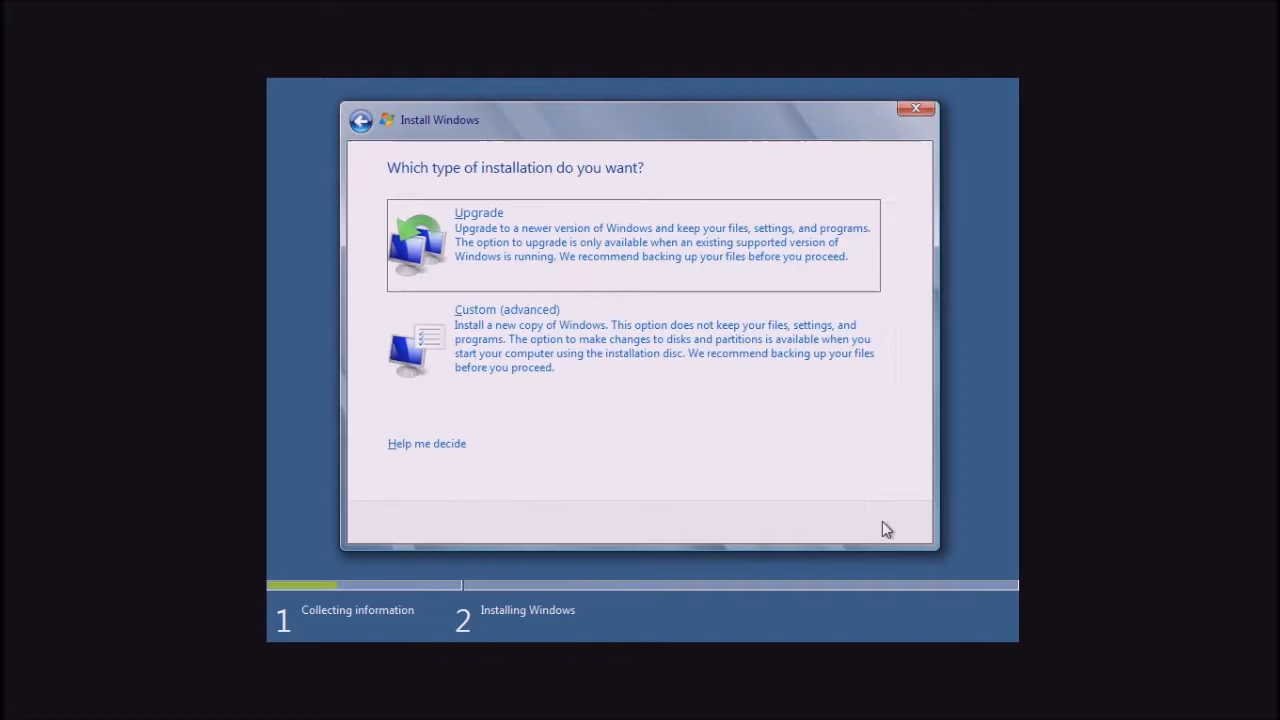 Install Windows
Which type of installation do you want?
Upgrade
Upgrade to a newer version of Windows and keep your files, settings, and programs.
The option to upgrade is only available when an existing supported version of
Windows is running. We recommend backing up your files before you proceed.
Custom (advanced)
Install a new copy of Windows. This option does not keep your files, settings, and
programs. The option to make changes to disks and partitions is available when you
start your computer using the installation disc. We recommend backing up your files
before you proceed.
Help me decide
1 Collecting information
2 Installing Windows